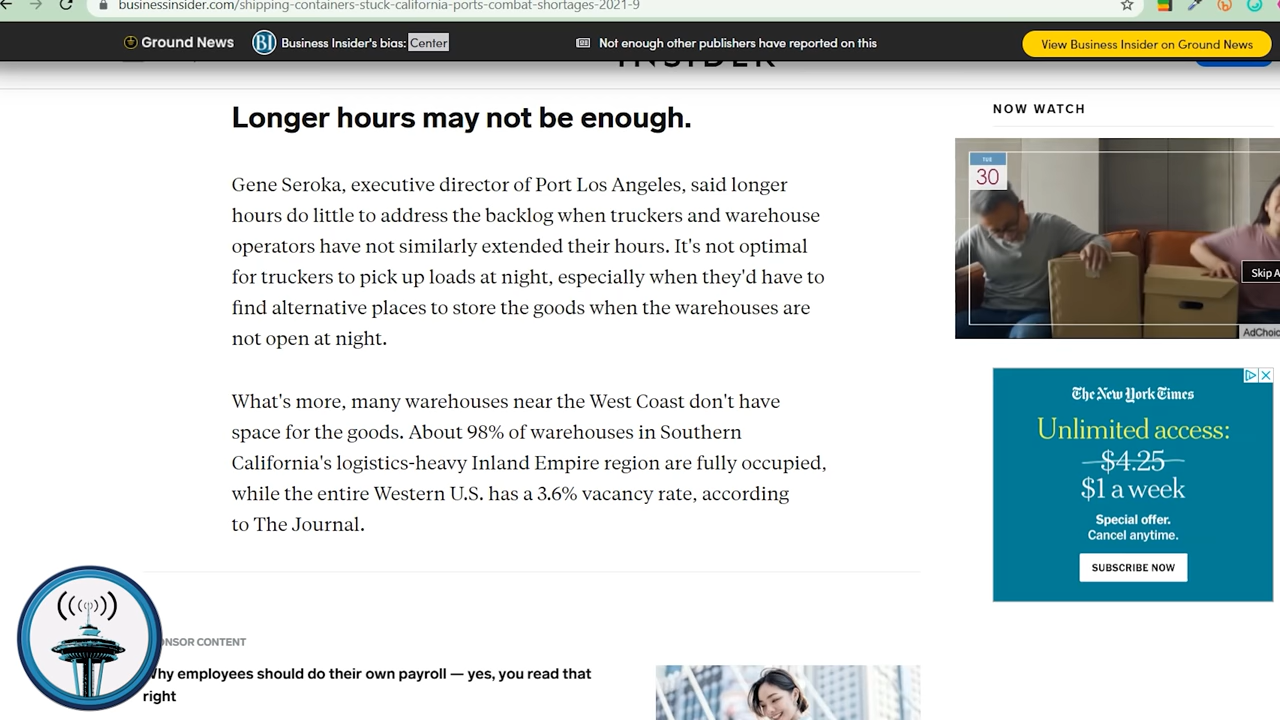 businessinsider.com/shipping-containers-stuck-california-ports-combat-shortages-2021-9
Ground News
BI
Business Insider's bias: Center
Not enough other publishers have reported on this
View Business Insider on Ground News
INSIDER
Longer hours may not be enough.
Gene Seroka, executive director of Port Los Angeles, said longer
hours do little to address the backlog when truckers and warehouse
operators have not similarly extended their hours. It's not optimal
for truckers to pick up loads at night, especially when they'd have to
find alternative places to store the goods when the warehouses are
not open at night.
What's more, many warehouses near the West Coast don't have
space for the goods. About 98% of warehouses in Southern
California's logistics-heavy Inland Empire region are fully occupied,
while the entire Western U.S. has a 3.6% vacancy rate, according
to The Journal.
NSOR CONTENT
Why employees should do their own payroll — yes, you read that
right
NOW WATCH
TUE
30
Skip A
AdChoic
The New York Times
Unlimited access:
$4.25
$1 a week
Special offer.
Cancel anytime.
SUBSCRIBE NOW